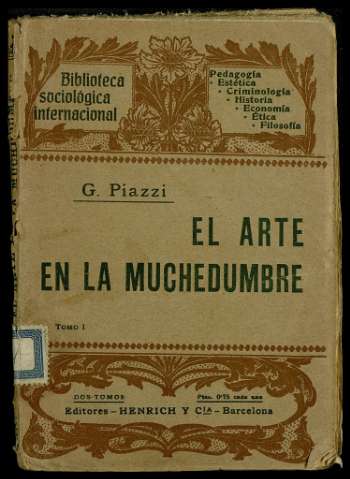 Biblioteca
sociológica
internacional
Pedagogía
• Estética
• Criminología
• Historia
• Economía
• Ética
• Filosofía
G. Piazzi
EL ARTE
EN LA MUCHEDUMBRE
TOMO I
DOS-TOMOS
Ptas. 0'75 cada uno
Editores – HENRICH Y Cía – Barcelona